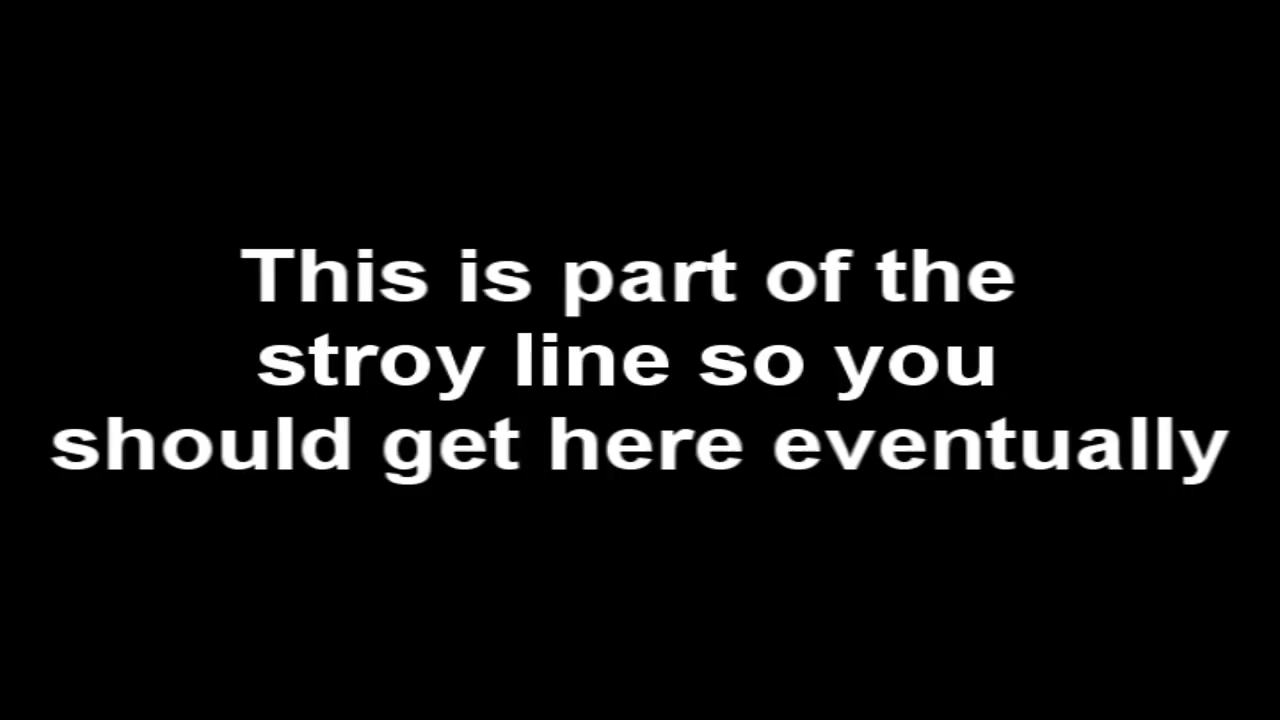 This is part of the
stroy line so you
should get here eventually